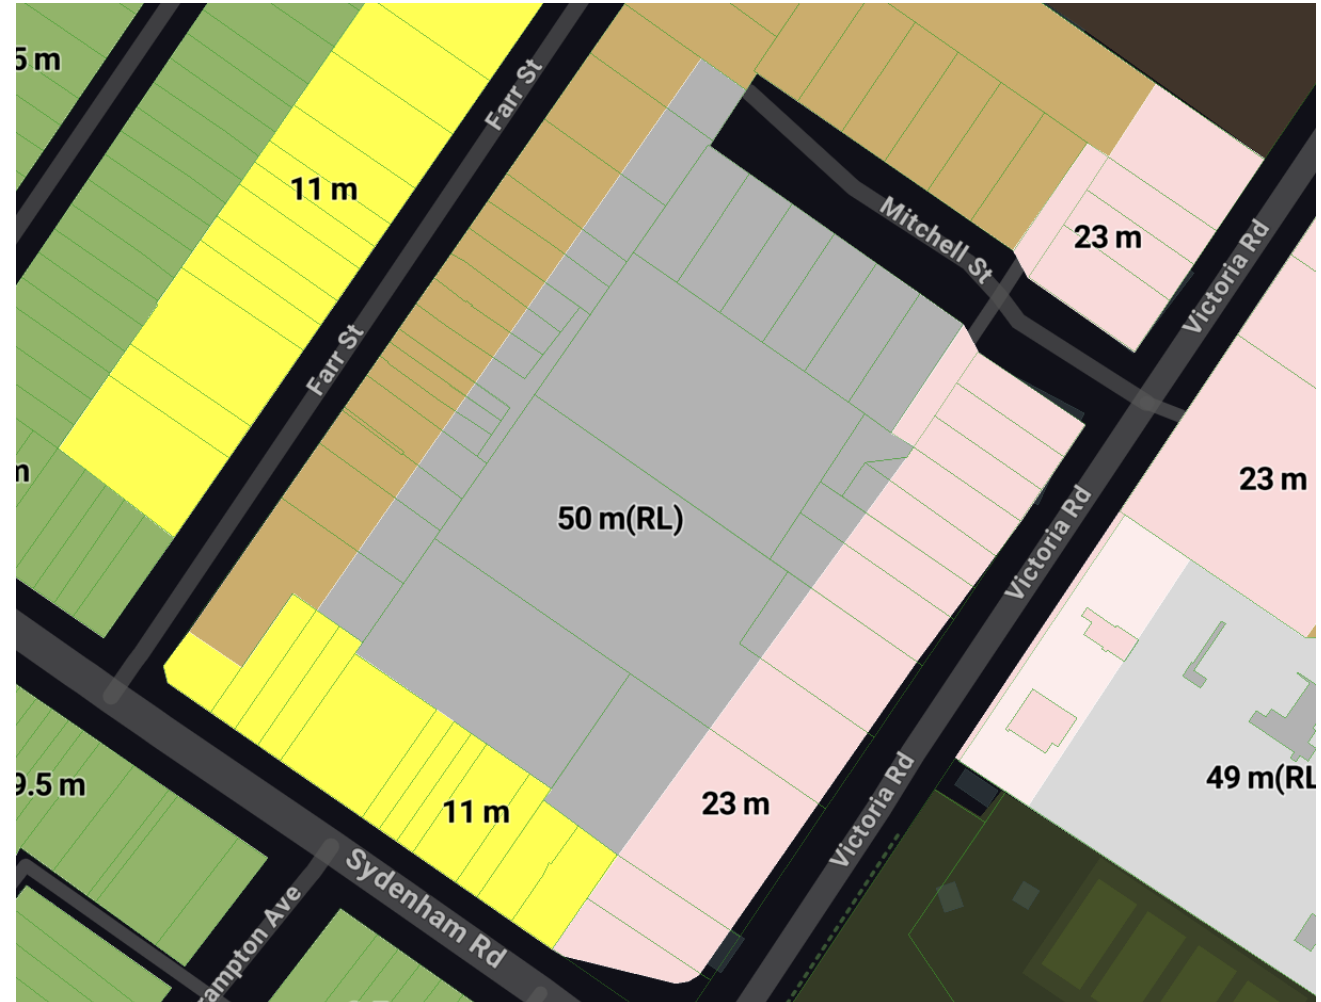 5 m
Farr St
11 m
Mitchell St
23 m
Victoria Rd
Farr St
m
50 m(RL)
23 m
Victoria Rd
9.5 m
11 m
23 m
Victoria Rd
49 m(RL
Sydenham Rd
rampton Ave